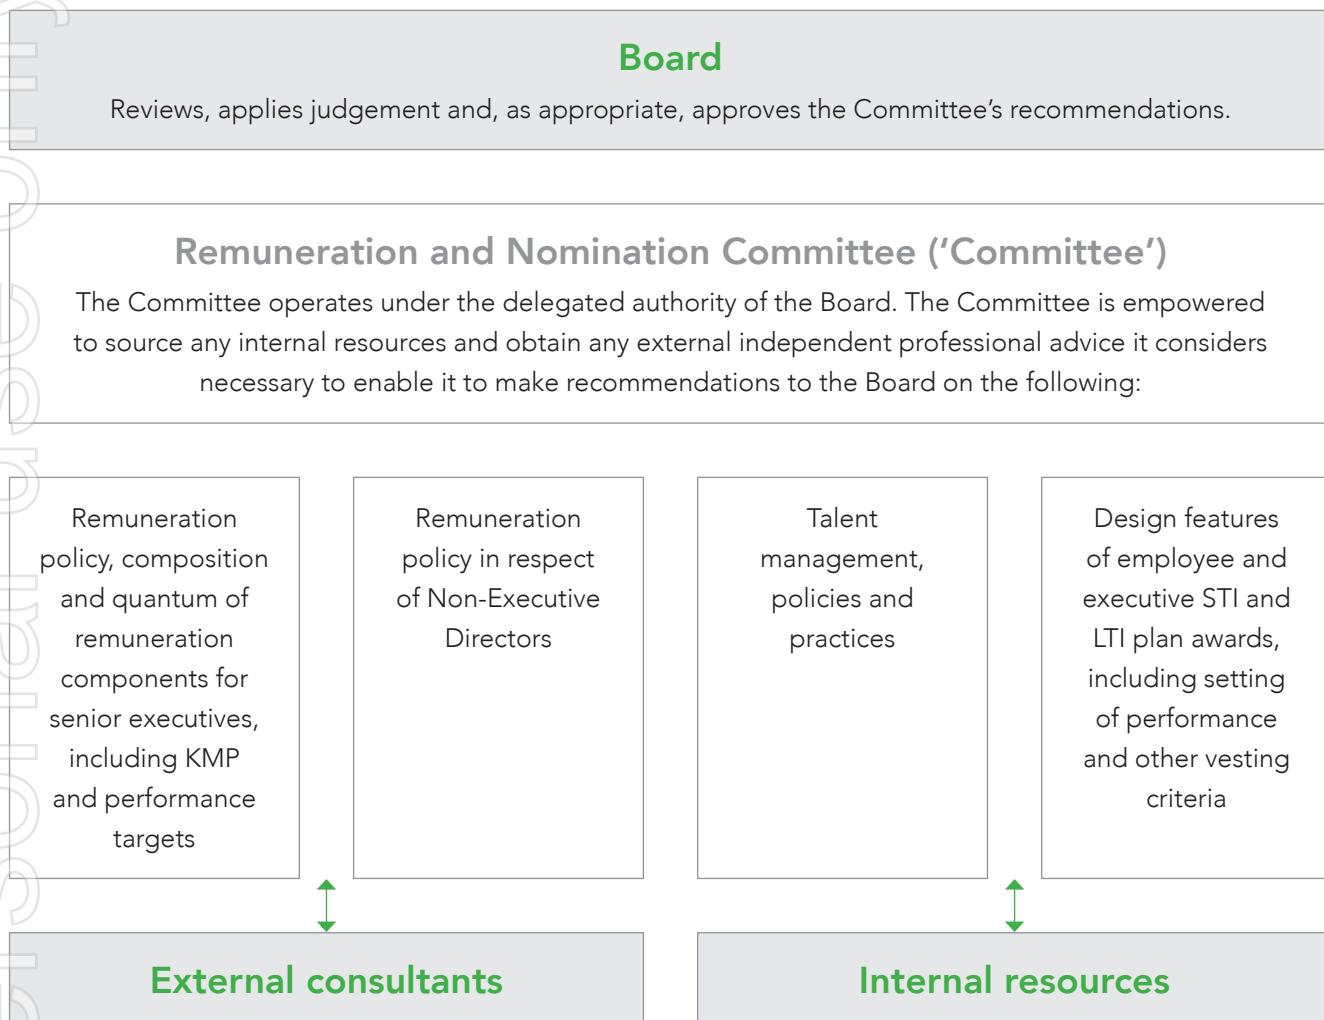 Board
Reviews, applies judgement and, as appropriate, approves the Committee’s recommendations.
Remuneration and Nomination Committee (‘Committee’)
The Committee operates under the delegated authority of the Board. The Committee is empowered
to source any internal resources and obtain any external independent professional advice it considers
necessary to enable it to make recommendations to the Board on the following:
Remuneration
policy, composition
and quantum of
remuneration
components for
senior executives,
including KMP
and performance
targets
Remuneration
policy in respect
of Non-Executive
Directors
Talent
management,
policies and
practices
Design features
of employee and
executive STI and
LTI plan awards,
including setting
of performance
and other vesting
criteria
External consultants
Internal resources